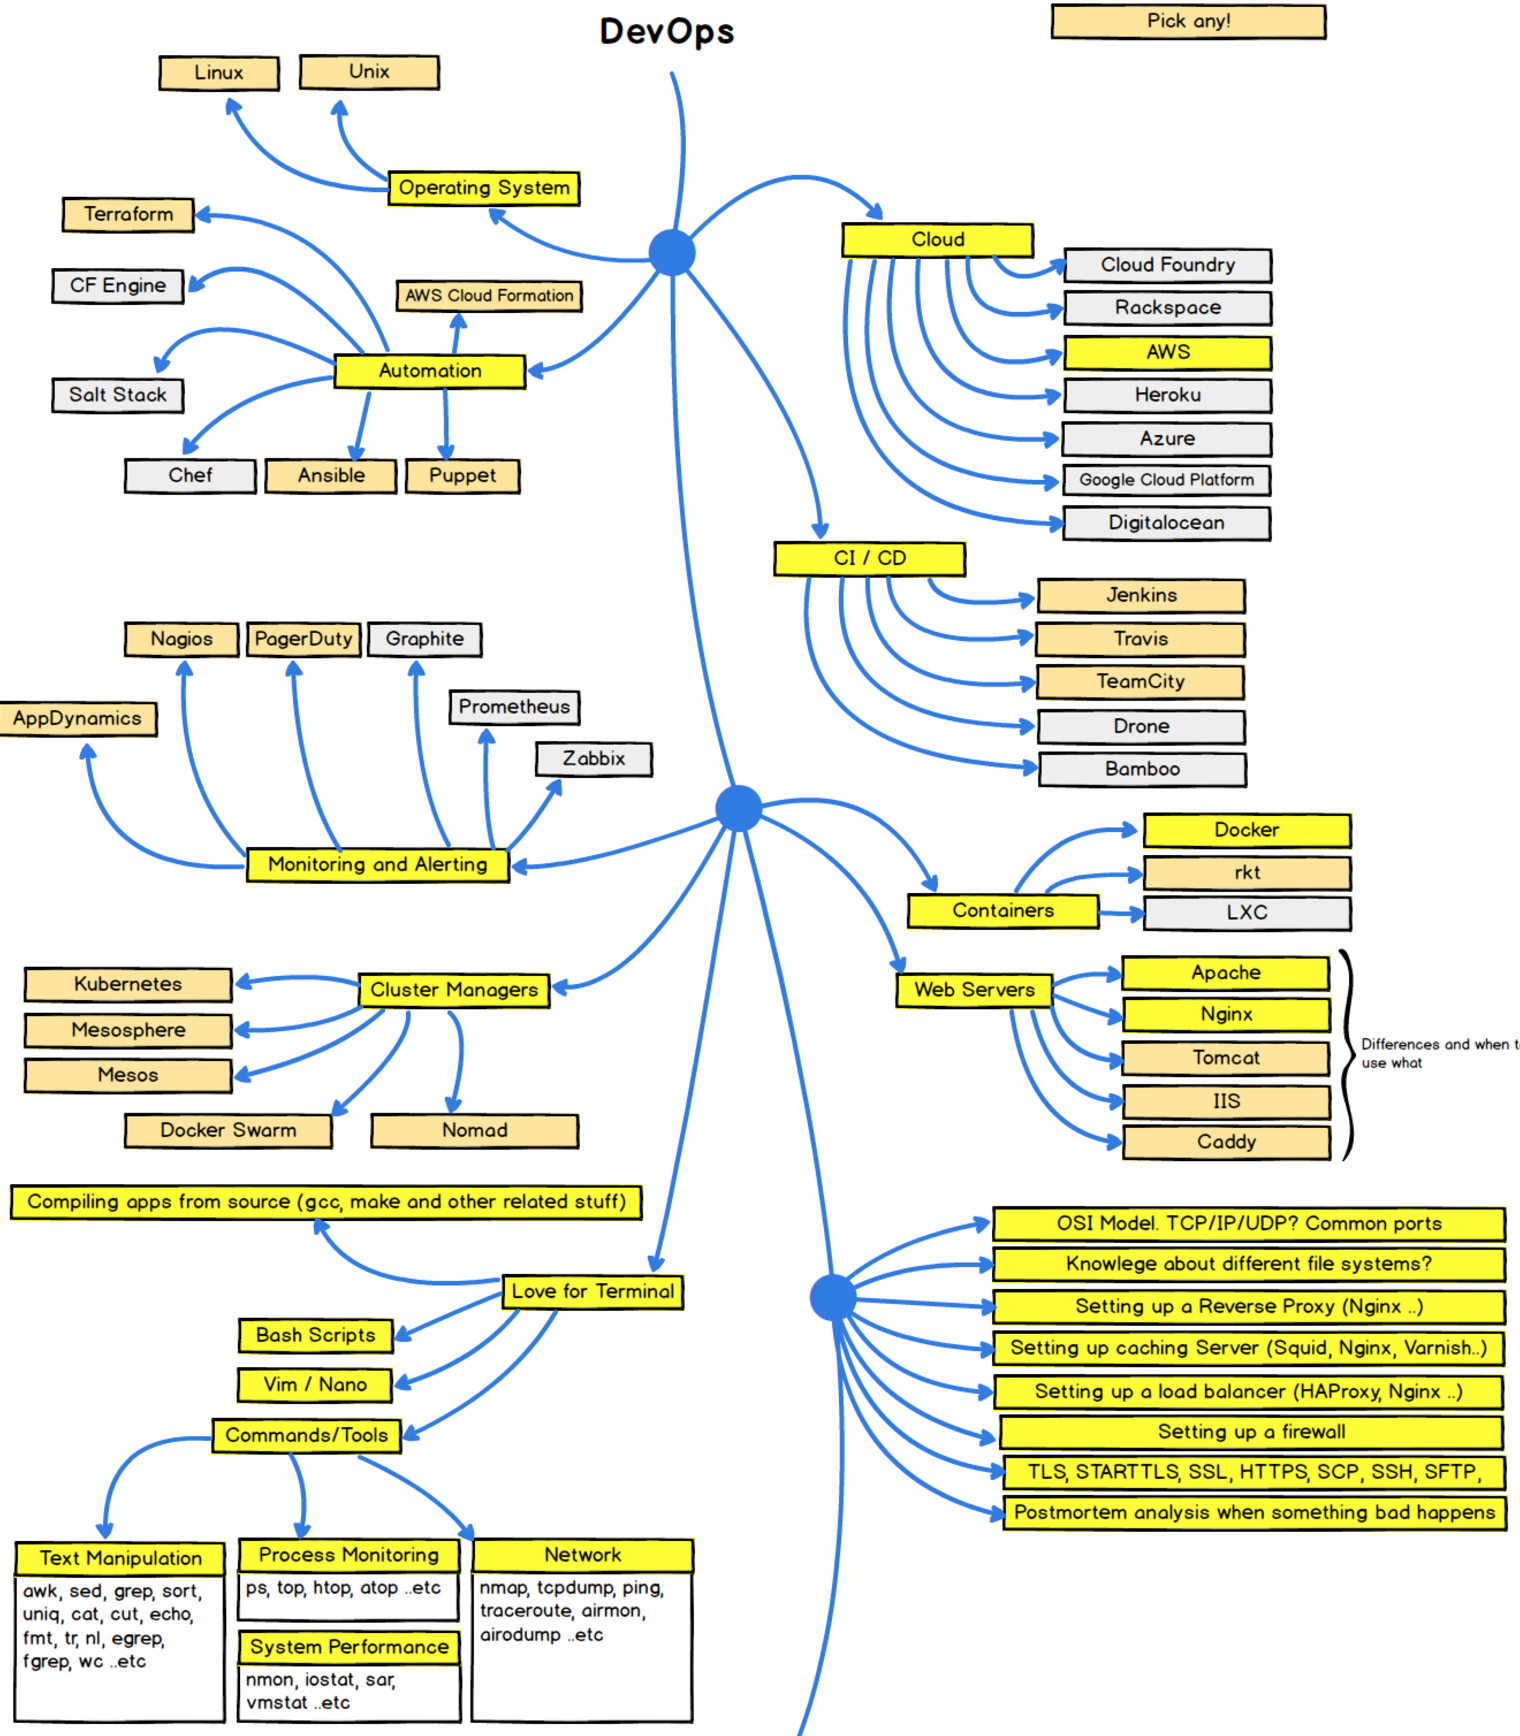 DevOps
Pick any!
Linux
Unix
Operating System
Terraform
CF Engine
AWS Cloud Formation
Automation
Salt Stack
Chef
Ansible
Puppet
Cloud
Cloud Foundry
Rackspace
AWS
Heroku
Azure
Google Cloud Platform
Digitalocean
CI / CD
Jenkins
Travis
TeamCity
Drone
Bamboo
Nagios
PagerDuty
Graphite
AppDynamics
Prometheus
Zabbix
Monitoring and Alerting
Docker
rkt
LXC
Containers
Kubernetes
Cluster Managers
Mesosphere
Mesos
Docker Swarm
Nomad
Web Servers
Apache
Nginx
Tomcat
IIS
Caddy
Differences and when t
use what
Compiling apps from source (gcc, make and other related stuff)
Love for Terminal
Bash Scripts
Vim / Nano
Commands/Tools
OSI Model. TCP/IP/UDP? Common ports
Knowlege about different file systems?
Setting up a Reverse Proxy (Nginx ..)
Setting up caching Server (Squid, Nginx, Varnish..)
Setting up a load balancer (HAProxy, Nginx ..)
Setting up a firewall
TLS, STARTTLS, SSL, HTTPS, SCP, SSH, SFTP,
Postmortem analysis when something bad happens
Text Manipulation
awk, sed, grep, sort,
uniq, cat, cut, echo,
fmt, tr, nl, egrep,
fgrep, wc ..etc
Process Monitoring
ps, top, htop, atop ..etc
System Performance
nmon, iostat, sar,
vmstat ..etc
Network
nmap, tcpdump, ping,
traceroute, airmon,
airodump ..etc